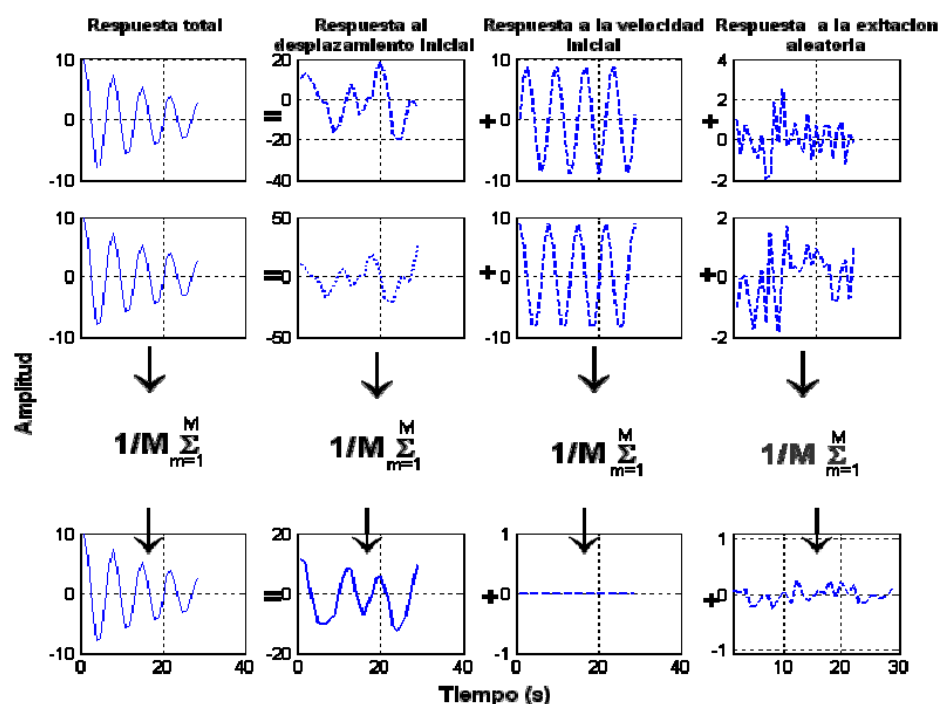 Respuesta total
Respuesta al
desplazamiento Inicial
Respuesta a la velocidad
Inicial
Respuesta a la exitacion
aleatoria
10
0
-10
=
20
0
-20
-40
+
10
0
-10
+
4
2
0
-2
10
0
-10
=
50
0
-50
+
10
0
-10
+
2
0
-2
Amplitud
1/M Σ M m=1
1/M Σ M m=1
1/M Σ M m=1
1/M Σ M m=1
10
0
-10
0 20 40
=
20
0
-20
0 20 40
+
1
0
-1
0 20 40
+
1
0
-1
10 20 30
Tiempo (s)